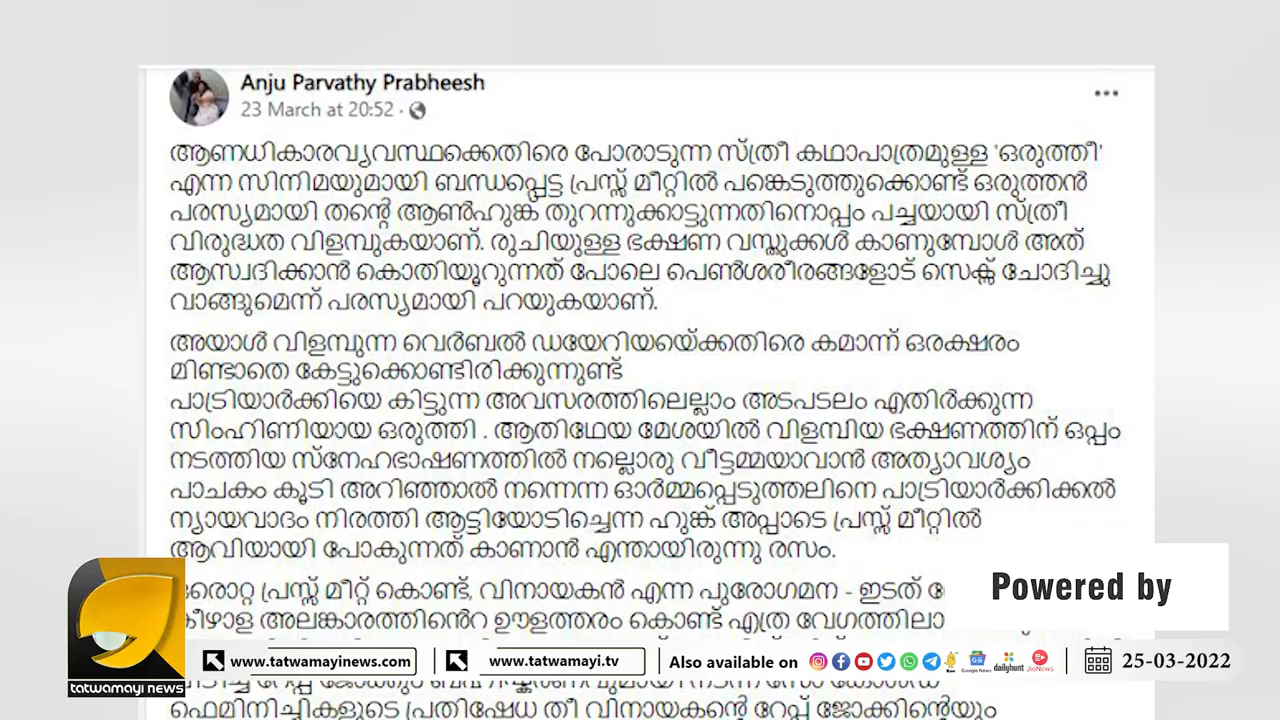 Anju Parvathy Prabheesh
23 March at 20:52 ·
ആണധികാരവ്യവസ്ഥക്കെതിരെ പോരാടുന്ന സ്ത്രീ കഥാപാത്രമുള്ള 'ഒരുത്തീ'
എന്ന സിനിമയുമായി ബന്ധപ്പെട്ട പ്രസ്സ് മീറ്റിൽ പങ്കെടുത്തുക്കൊണ്ട് ഒരുത്തൻ
പരസ്യമായി തന്റെ ആൺഹുങ്ക് തുറന്നുക്കാട്ടുന്നതിനൊപ്പം പച്ചയായി സ്ത്രീ
വിരുദ്ധത വിളമ്പുകയാണ്. രുചിയുള്ള ഭക്ഷണ വസ്തുക്കൾ കാണുമ്പോൾ അത്
ആസ്വദിക്കാൻ കൊതിയൂറുന്നത് പോലെ പെൺശരീരങ്ങളോട് സെക്സ് ചോദിച്ചു
വാങ്ങുമെന്ന് പരസ്യമായി പറയുകയാണ്.
അയാൾ വിളമ്പുന്ന വെർബൽ ഡയേറിയയ്ക്കെതിരെ കമാന്ന് ഒരക്ഷരം
മിണ്ടാതെ കേട്ടുക്കൊണ്ടിരിക്കുന്നുണ്ട്
പാട്രിയാർക്കിയെ കിട്ടുന്ന അവസരത്തിലെല്ലാം അടപടലം എതിർക്കുന്ന
സിംഹിണിയായ ഒരുത്തി . ആതിഥേയ മേശയിൽ വിളമ്പിയ ഭക്ഷണത്തിന് ഒപ്പം
നടത്തിയ സ്നേഹഭാഷണത്തിൽ നല്ലൊരു വീട്ടമ്മയാവാൻ അത്യാവശ്യം
പാചകം കൂടി അറിഞ്ഞാൽ നന്നെന്ന ഓർമ്മപ്പെടുത്തലിനെ പാട്രിയാർക്കിക്കൽ
ന്യായവാദം നിരത്തി ആട്ടിയോടിച്ചെന്ന ഹുങ്ക് അപ്പാടെ പ്രസ്സ് മീറ്റിൽ
ആവിയായി പോകുന്നത് കാണാൻ എന്തായിരുന്നു രസം.
പ്രസ്സ് മീറ്റ് കൊണ്ട്, വിനായകൻ എന്ന പുരോഗമന - ഇടത്
അലങ്കാരത്തിൻെറ ഊളത്തരം കൊണ്ട് എത്ര
Powered by
tatwamayi news
www.tatwamayinews.com
www.tatwamayi.tv
Also available on
Google News
dailyhunt
JioNews
25-03-2022
ഫെമിനിച്ചികളുടെ പ്രതിഷേധ തീ വിനായകന്റെ റേപ്പ് ജോക്കിന്റെയും